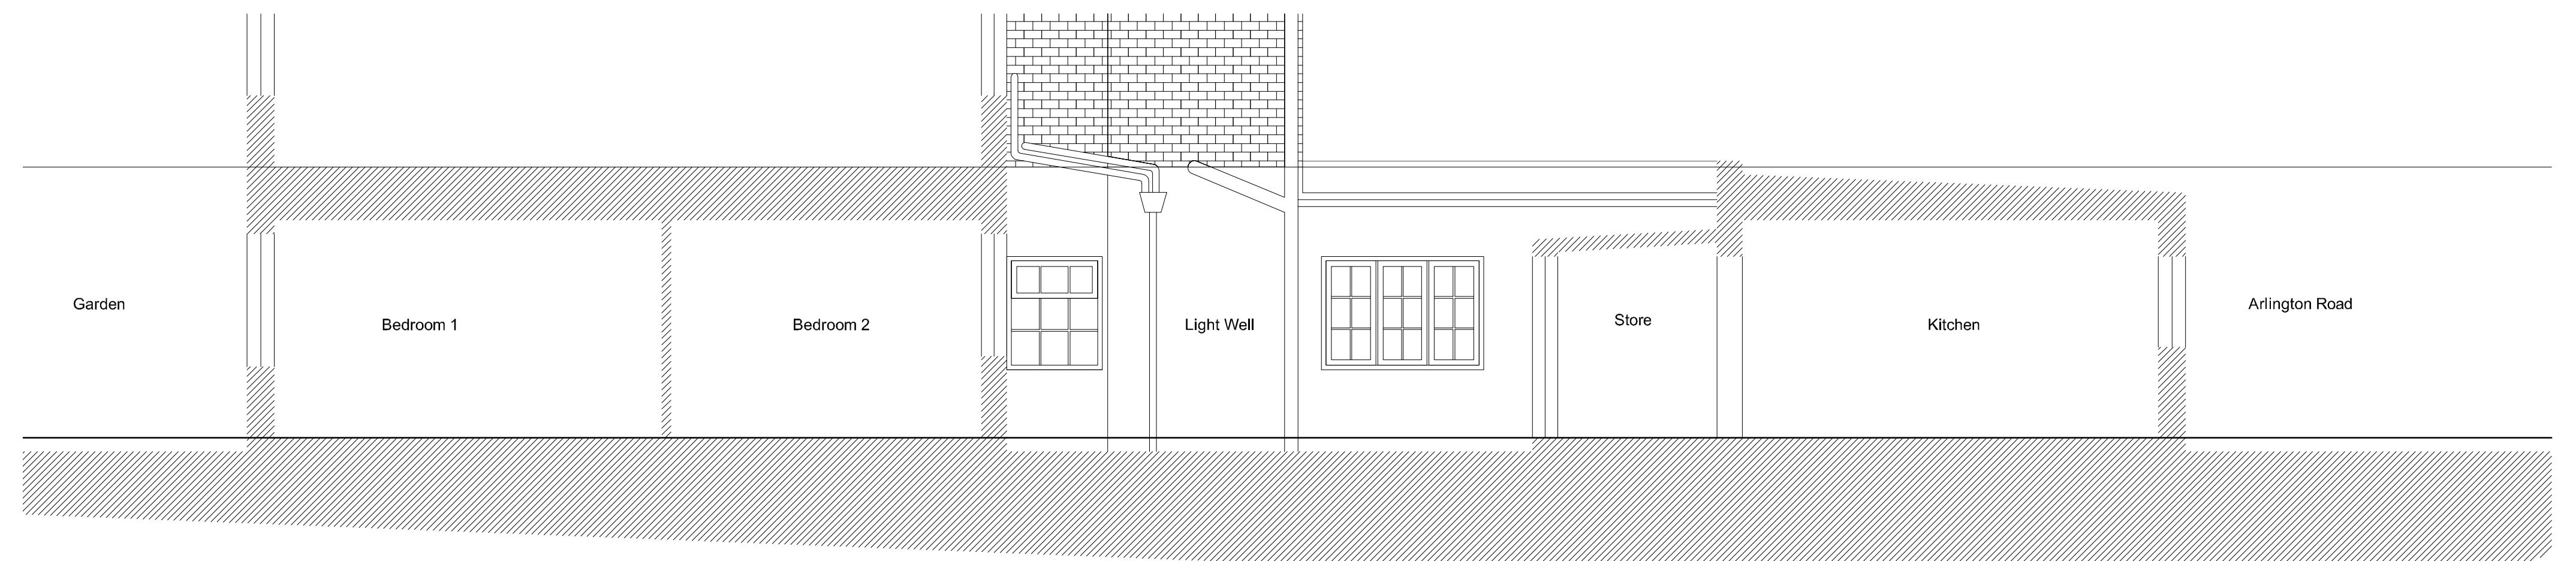 Garden
Bedroom 1
Bedroom 2
Light Well
Store
Kitchen
Arlington Road